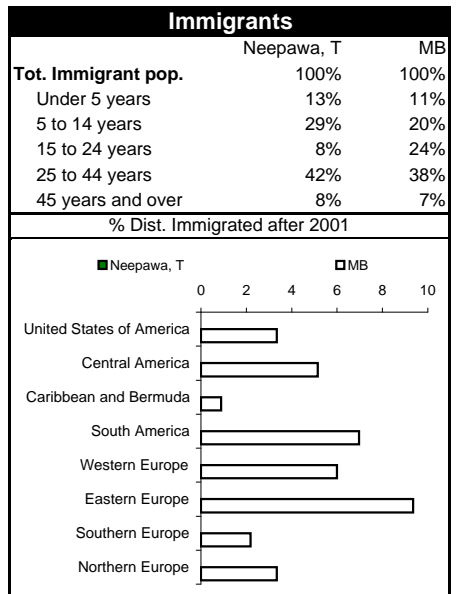 Immigrants
Neepawa, T MB
Tot. Immigrant pop. 100% 100%
Under 5 years 13% 11%
5 to 14 years 29% 20%
15 to 24 years 8% 24%
25 to 44 years 42% 38%
45 years and over 8% 7%
% Dist. Immigrated after 2001
Neepawa, T MB
0 2 4 6 8 10
United States of America
Central America
Caribbean and Bermuda
South America
Western Europe
Eastern Europe
Southern Europe
Northern Europe